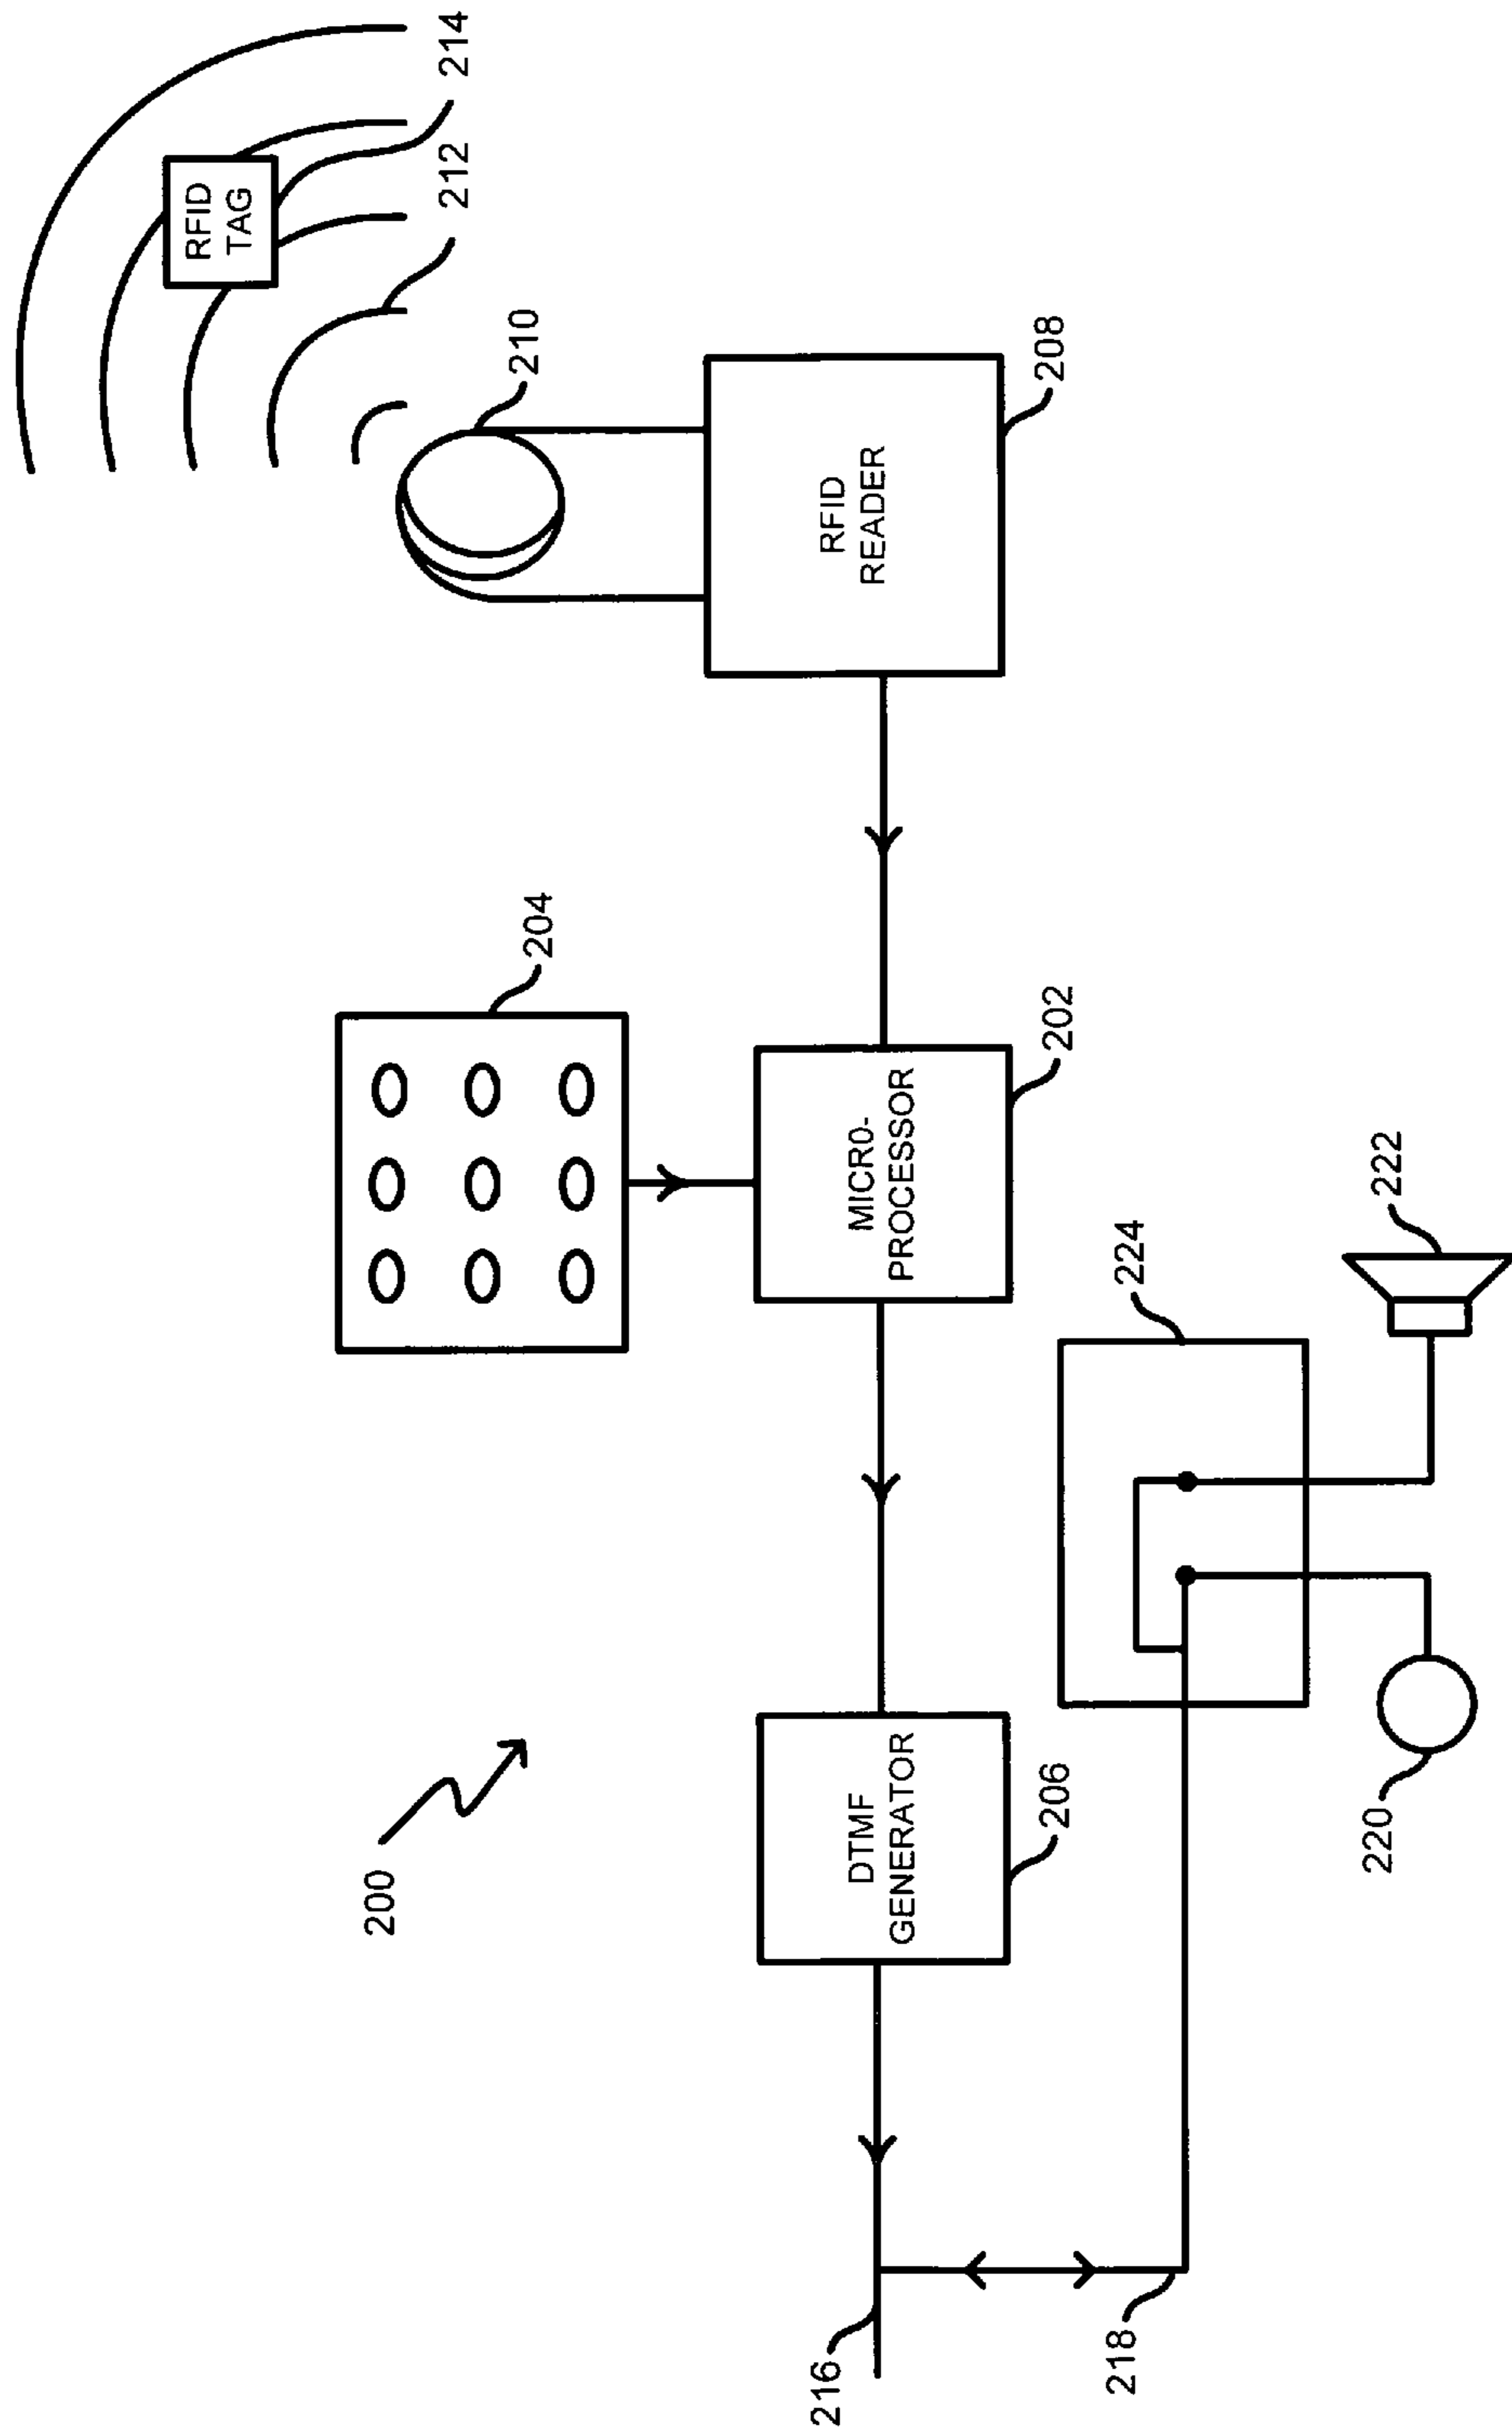 RFID
TAG
200
212
214
210
204
216
DTMF
GENERATOR
MICR0-
PROCESSOR
RFID
READER
206
202
208
218
224
220
222